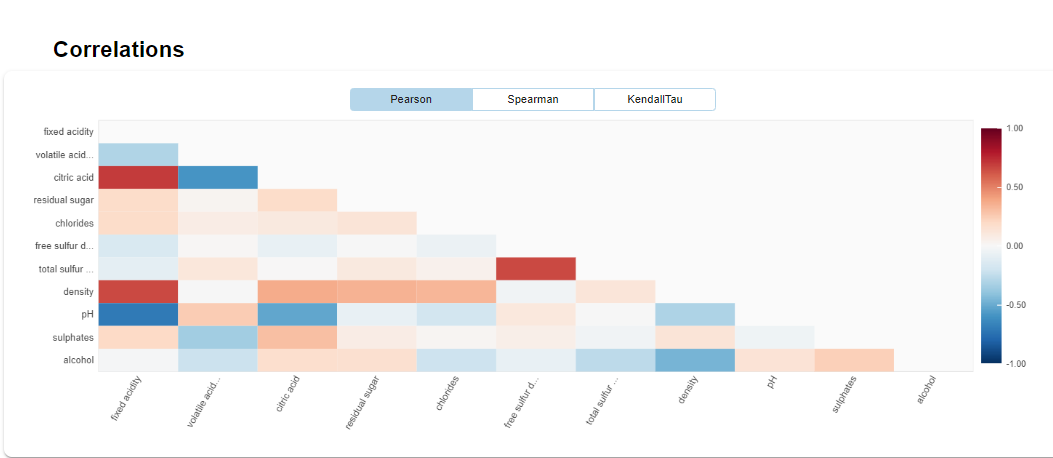 Correlations
Pearson Spearman KendallTau
fixed acidity
volatile acid...
citric acid
residual sugar
chlorides
free sulfur d...
total sulfur ...
density
pH
sulphates
alcohol
1.00
0.50
0.00
-0.50
-1.00
fixed acidity
volatile acid...
citric acid
residual sugar
chlorides
free sulfur d...
total sulfur ...
density
pH
sulphates
alcohol